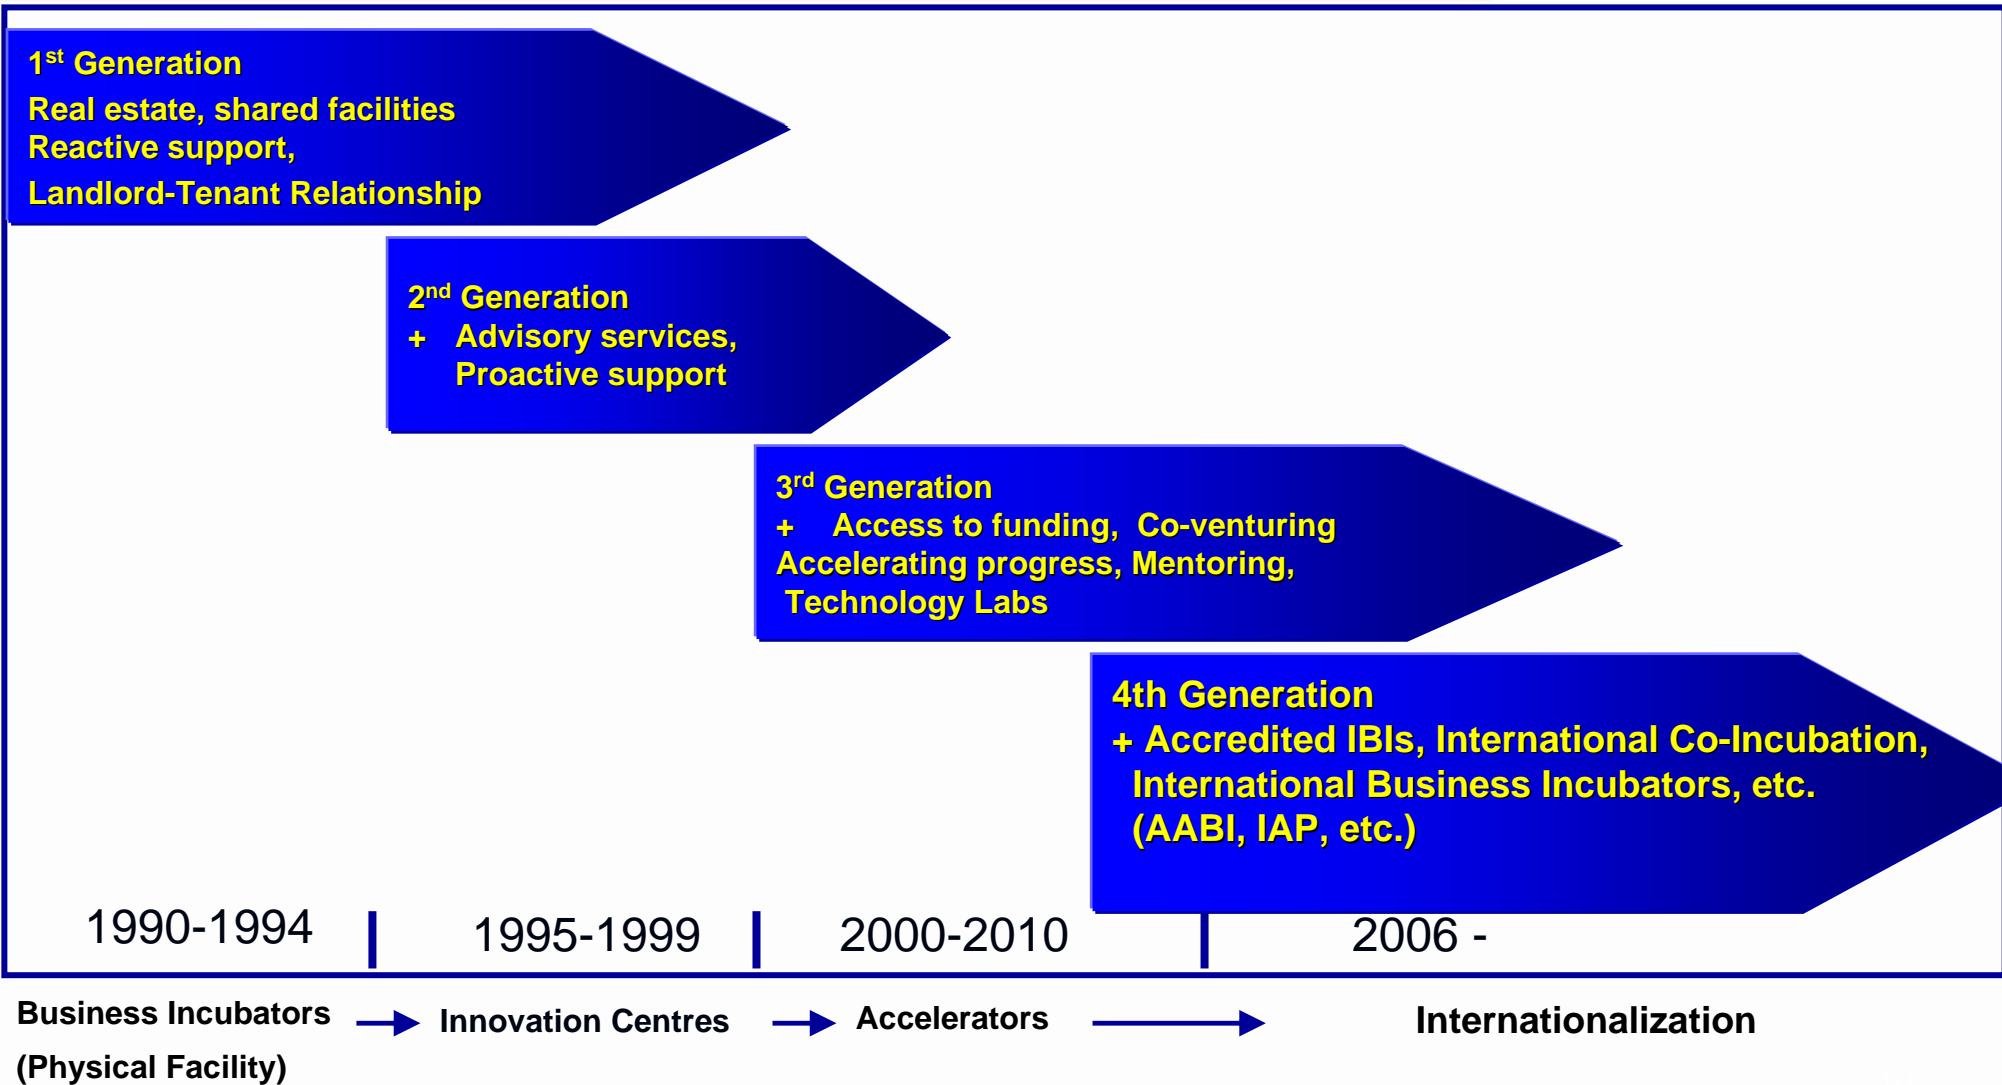 1st Generation
Real estate, shared facilities
Reactive support,
Landlord-Tenant Relationship
2nd Generation
+ Advisory services,
Proactive support
3rd Generation
+ Access to funding, Co-venturing
Accelerating progress, Mentoring,
Technology Labs
4th Generation
+ Accredited IBIs, International Co-Incubation,
International Business Incubators, etc.
(AABI, IAP, etc.)
1990-1994
1995-1999
2000-2010
2006 -
Business Incubators
(Physical Facility)
Innovation Centres
Accelerators
Internationalization